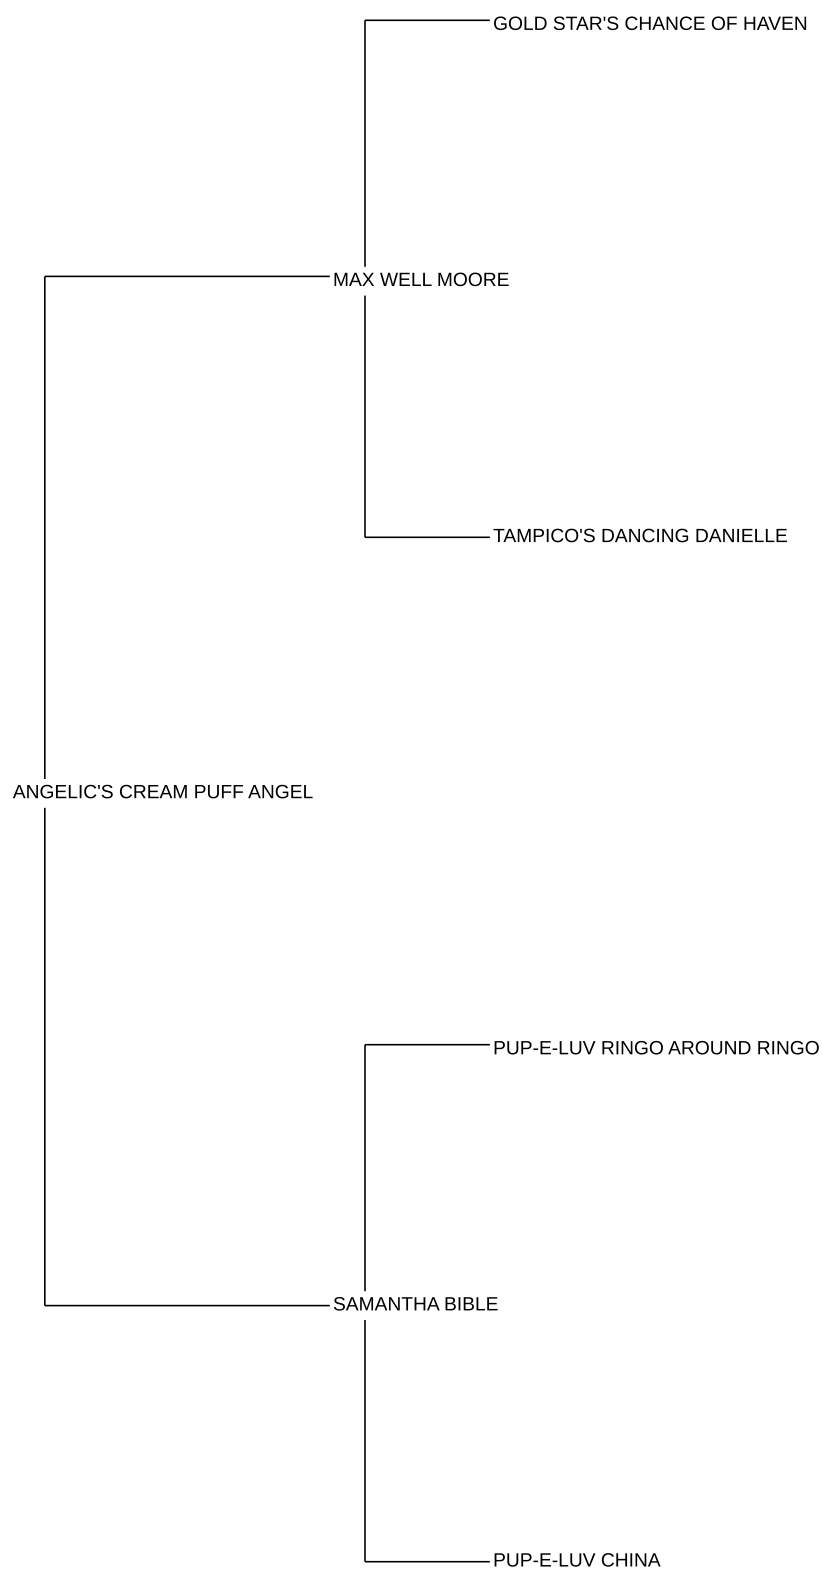 GOLD STAR'S CHANCE OF HAVEN
MAX WELL MOORE
TAMPICO'S DANCING DANIELLE
ANGELIC'S CREAM PUFF ANGEL
PUP-E-LUV RINGO AROUND RINGO
SAMANTHA BIBLE
PUP-E-LUV CHINA